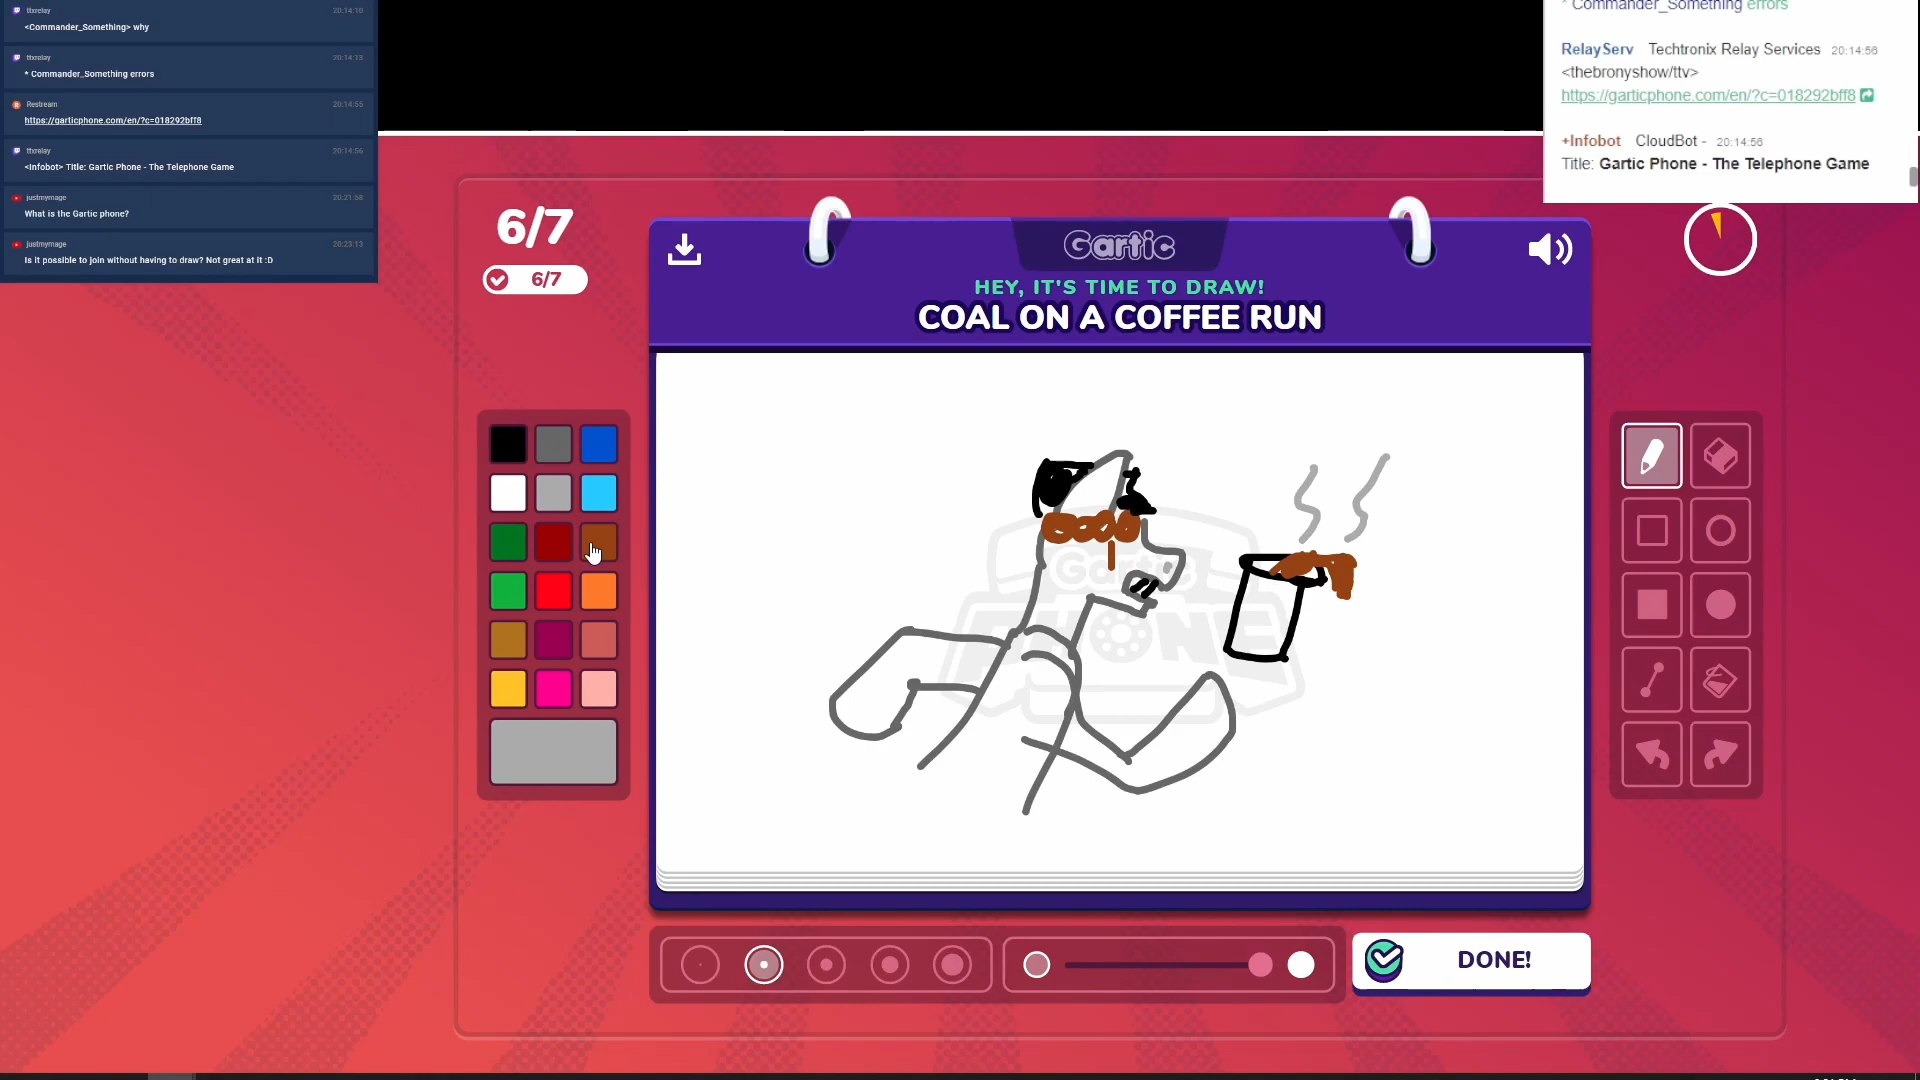 ttxrelay 20:14:10
<Commander_Something> why
ttxrelay 20:14:13
* Commander_Something errors
Restream 20:14:55
https://garticphone.com/en/?c=018292bff8
ttxrelay 20:14:56
<Infobot> Title: Gartic Phone - The Telephone Game
justmymage 20:21:58
What is the Gartic phone?
justmymage 20:23:13
Is it possible to join without having to draw? Not great at it :D
* Commander_Something errors
RelayServ Techtronix Relay Services 20:14:56
<thebronyshow/ttv>
https://garticphone.com/en/?c=018292bff8
+Infobot CloudBot - 20:14:56
Title: Gartic Phone - The Telephone Game
6/7
6/7
Gartic
HEY, IT'S TIME TO DRAW!
COAL ON A COFFEE RUN
Gartic
PHONE
DONE!